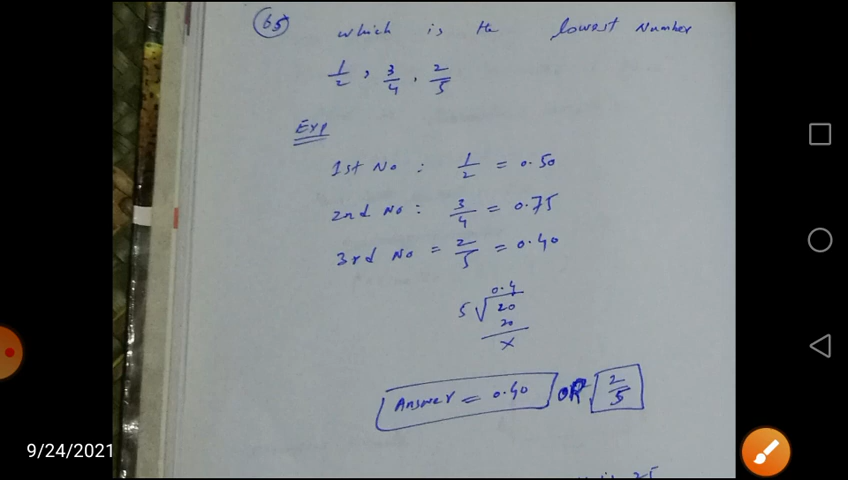 65 which is the lowest Number
1/2, 3/4, 2/5
Exp
1st No : 1/2 = 0.50
2nd No : 3/4 = 0.75
3rd No = 2/5 = 0.40
0.4
5 √ 20
20
x
Answer = 0.40 OR 2/5
9/24/2021